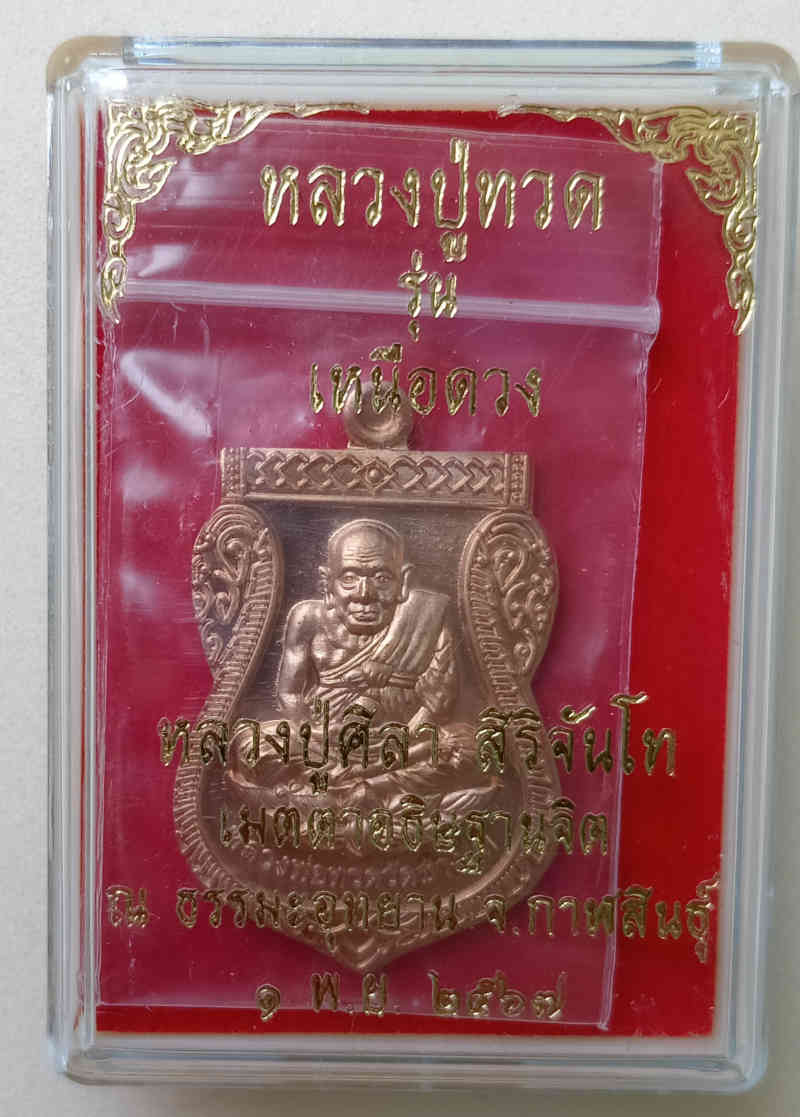 หลวงปู่ทวด
รุ่น
เหนือดวง
หลวงปู่ศิลา สิริจันโท
เมตตาอธิษฐานจิต
ณ ธรรมะอุทยาน จ.กาฬสินธุ์
๑ พ.ย. ๒๕๖๗